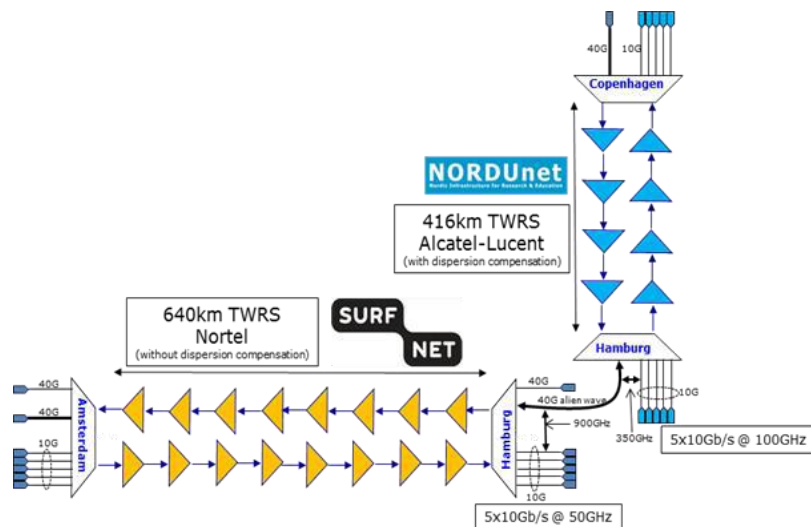 40G
10G
Copenhagen
NORDUnet
Nordic Infrastructure for Research & Education
416km TWRS
Alcatel-Lucent
(with dispersion compensation)
640km TWRS
Nortel
(without dispersion compensation)
SURF
NET
Hamburg
40G
40G
10G
Amsterdam
Hamburg
40G
40G alien wave
10G
900GHz
350GHz
5x10Gb/s @ 100GHz
10G
5x10Gb/s @ 50GHz